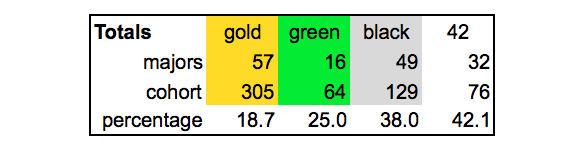 Totals gold green black 42
majors 57 16 49 32
cohort 305 64 129 76
percentage 18.7 25.0 38.0 42.1